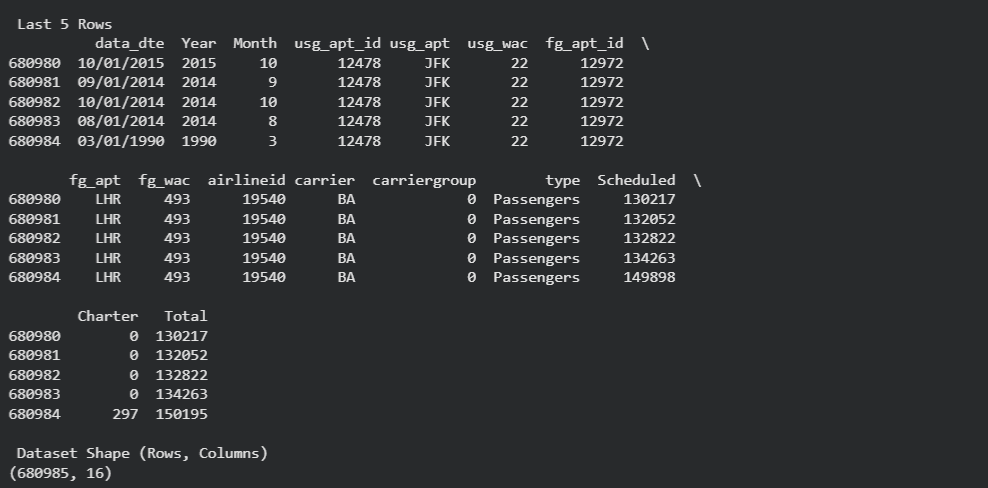 Last 5 Rows
data_dte Year Month usg_apt_id usg_apt usg_wac fg_apt_id \
680980 10/01/2015 2015 10 12478 JFK 22 12972
680981 09/01/2014 2014 9 12478 JFK 22 12972
680982 10/01/2014 2014 10 12478 JFK 22 12972
680983 08/01/2014 2014 8 12478 JFK 22 12972
680984 03/01/1990 1990 3 12478 JFK 22 12972
fg_apt fg_wac airlineid carrier carriergroup type Scheduled \
680980 LHR 493 19540 BA 0 Passengers 130217
680981 LHR 493 19540 BA 0 Passengers 132052
680982 LHR 493 19540 BA 0 Passengers 132822
680983 LHR 493 19540 BA 0 Passengers 134263
680984 LHR 493 19540 BA 0 Passengers 149898
Charter Total
680980 0 130217
680981 0 132052
680982 0 132822
680983 0 134263
680984 297 150195
Dataset Shape (Rows, Columns)
(680985, 16)